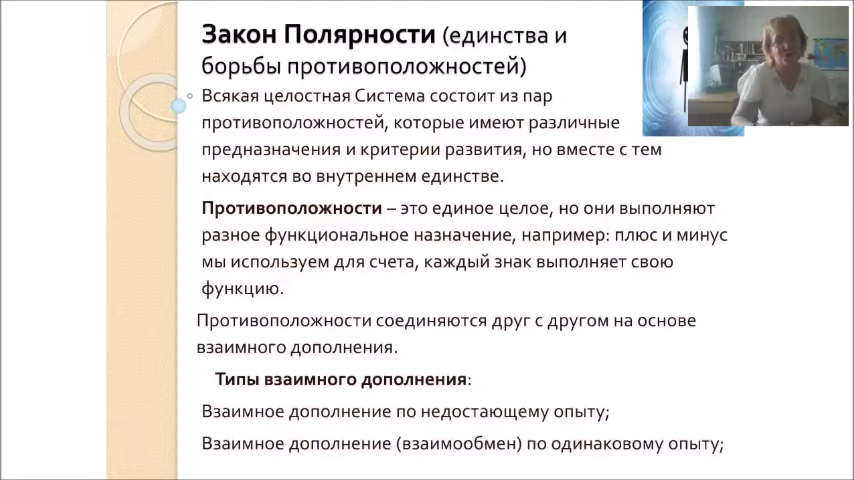 Закон Полярности (единства и
борьбы противоположностей)
Всякая целостная Система состоит из пар
противоположностей, которые имеют различные
предназначения и критерии развития, но вместе с тем
находятся во внутреннем единстве.
Противоположности – это единое целое, но они выполняют
разное функциональное назначение, например: плюс и минус
мы используем для счета, каждый знак выполняет свою
функцию.
Противоположности соединяются друг с другом на основе
взаимного дополнения.
Типы взаимного дополнения:
Взаимное дополнение по недостающему опыту;
Взаимное дополнение (взаимообмен) по одинаковому опыту;